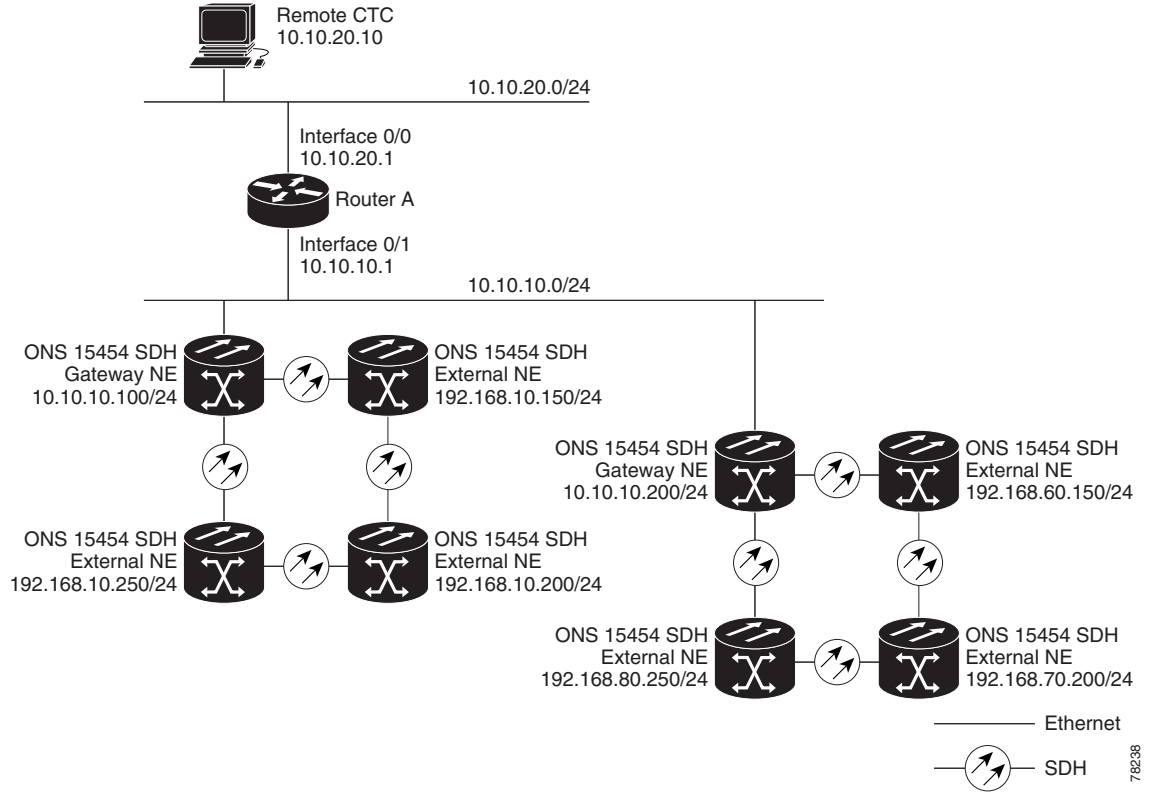 Remote CTC
10.10.20.10
10.10.20.0/24
Interface 0/0
10.10.20.1
Router A
Interface 0/1
10.10.10.1
10.10.10.0/24
ONS 15454 SDH
Gateway NE
10.10.10.100/24
ONS 15454 SDH
External NE
192.168.10.150/24
ONS 15454 SDH
Gateway NE
10.10.10.200/24
ONS 15454 SDH
External NE
192.168.60.150/24
ONS 15454 SDH
External NE
192.168.10.250/24
ONS 15454 SDH
External NE
192.168.10.200/24
ONS 15454 SDH
External NE
192.168.80.250/24
ONS 15454 SDH
External NE
192.168.70.200/24
Ethernet
SDH
78238